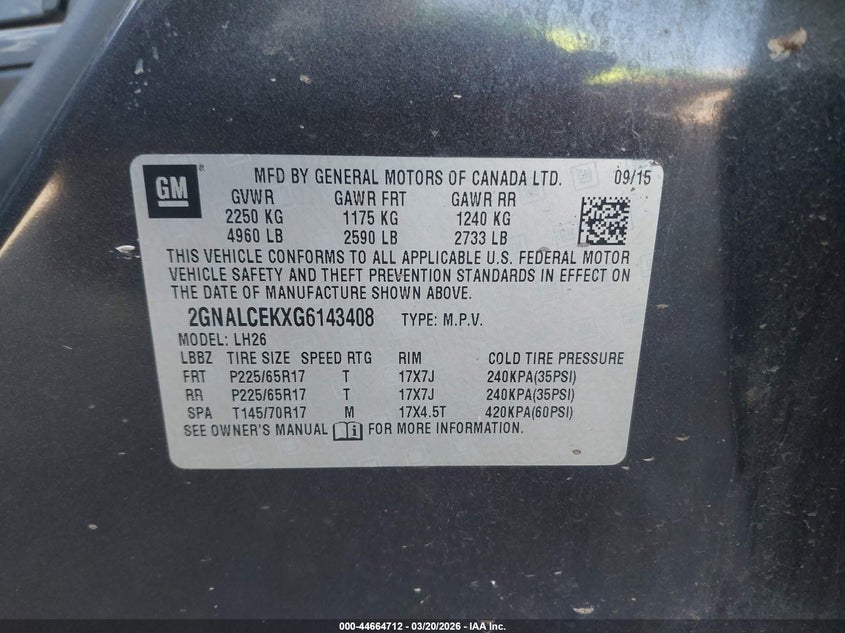 GM
MFD BY GENERAL MOTORS OF CANADA LTD. 09/15
GVWR GAWR FRT GAWR RR
2250 KG 1175 KG 1240 KG
4960 LB 2590 LB 2733 LB
THIS VEHICLE CONFORMS TO ALL APPLICABLE U.S. FEDERAL MOTOR
VEHICLE SAFETY AND THEFT PREVENTION STANDARDS IN EFFECT ON
THE DATE OF MANUFACTURE SHOWN ABOVE.
2GNALCEKXG6143408 TYPE: M.P.V.
MODEL: LH26
LBBZ TIRE SIZE SPEED RTG RIM COLD TIRE PRESSURE
FRT P225/65R17 T 17X7J 240KPA(35PSI)
RR P225/65R17 T 17X7J 240KPA(35PSI)
SPA T145/70R17 M 17X4.5T 420KPA(60PSI)
SEE OWNER'S MANUAL FOR MORE INFORMATION.
000-44664712 - 03/20/2026 - IAA Inc.